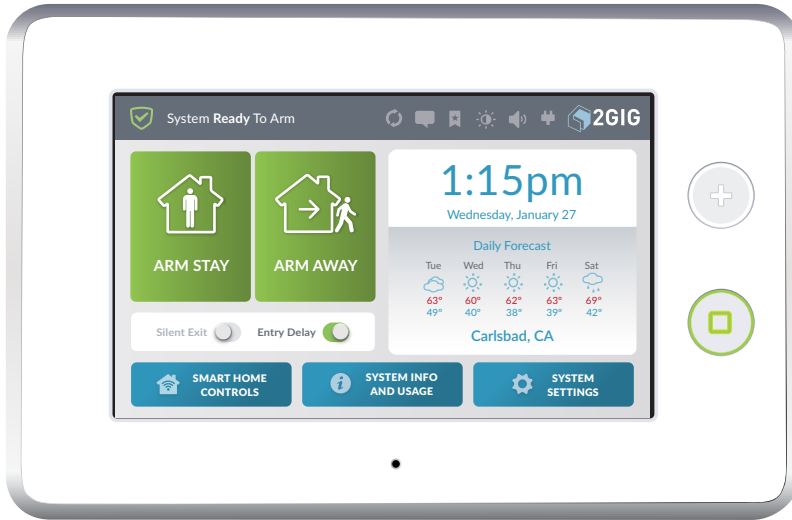 System Ready To Arm
2GIG
ARM STAY
ARM AWAY
Silent Exit
Entry Delay
1:15pm
Wednesday, January 27
Daily Forecast
Tue Wed Thu Fri Sat
63° 60° 62° 63° 69°
49° 40° 38° 39° 42°
Carlsbad, CA
SMART HOME
CONTROLS
SYSTEM INFO
AND USAGE
SYSTEM
SETTINGS